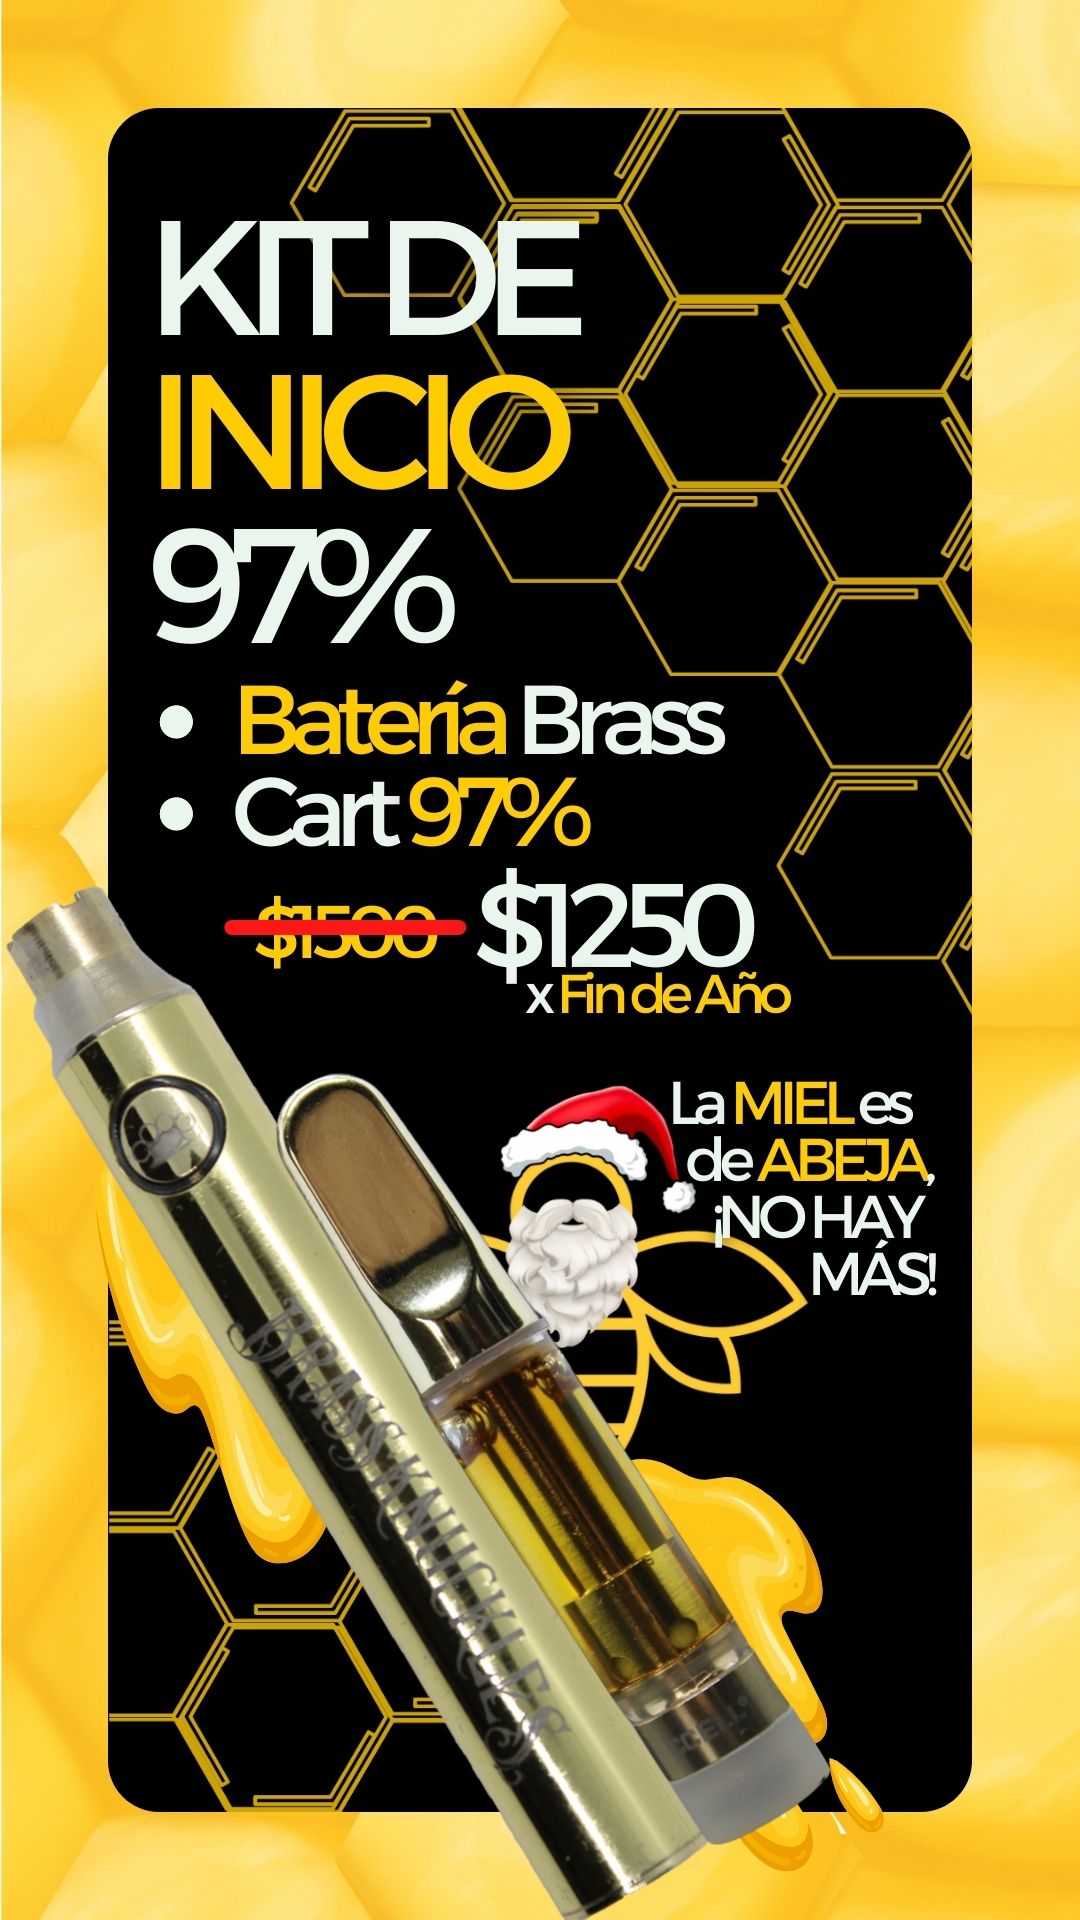 KIT DE
INICIO
97%
• Batería Brass
• Cart 97%
$1500 $1250
x Fin de Año
La MIEL es
de ABEJA,
¡NO HAY
MÁS!
BRASS KNUCKLES
CCELL®